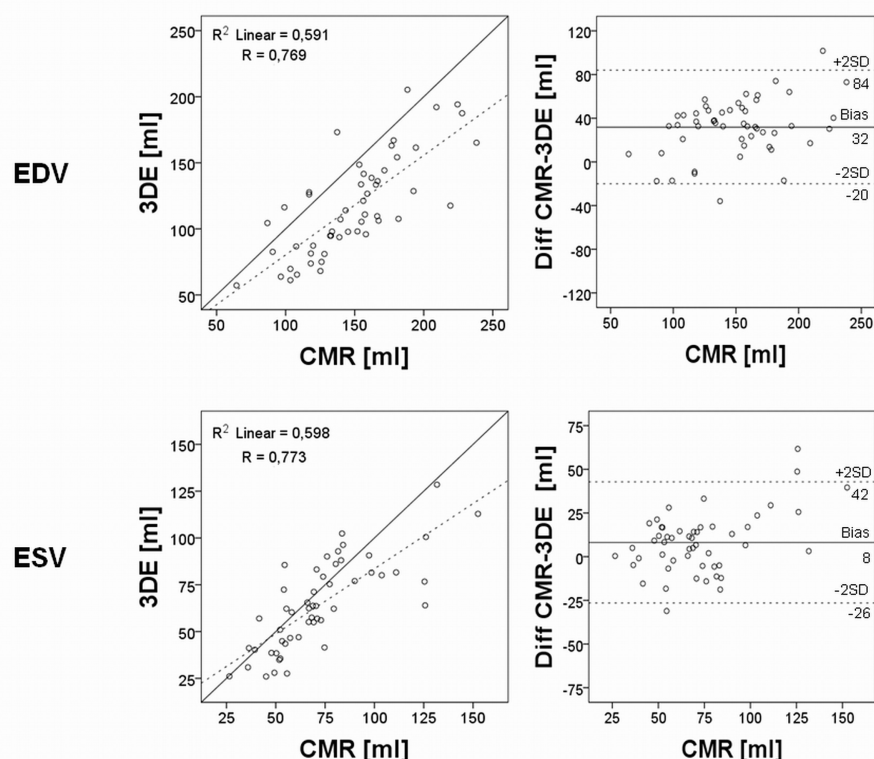 R² Linear = 0,591
R = 0,769
EDV
3DE [ml]
250
200
150
100
50
50 100 150 200 250
CMR [ml]
Diff CMR-3DE [ml]
120
80
40
0
-40
-80
-120
+2SD
84
Bias
32
-2SD
-20
50 100 150 200 250
CMR [ml]
R² Linear = 0,598
R = 0,773
ESV
3DE [ml]
150
125
100
75
50
25
25 50 75 100 125 150
CMR [ml]
Diff CMR-3DE [ml]
75
50
25
0
-25
-50
-75
+2SD
42
Bias
8
-2SD
-26
25 50 75 100 125 150
CMR [ml]